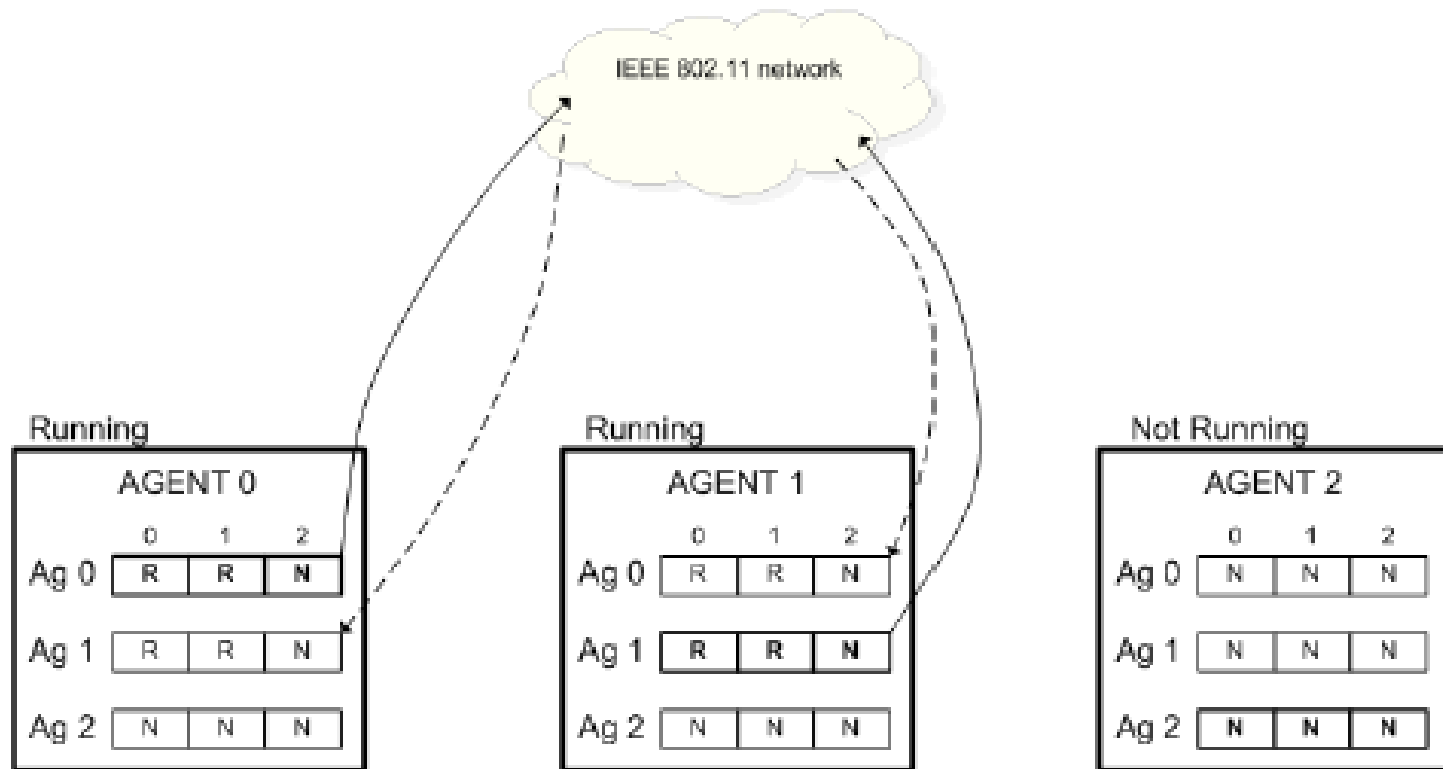 IEEE 802.11 network
Running Running Not Running
AGENT 0 AGENT 1 AGENT 2
0 1 2 0 1 2 0 1 2
Ag 0 R R N Ag 0 R R N Ag 0 N N N
Ag 1 R R N Ag 1 R R N Ag 1 N N N
Ag 2 N N N Ag 2 N N N Ag 2 N N N